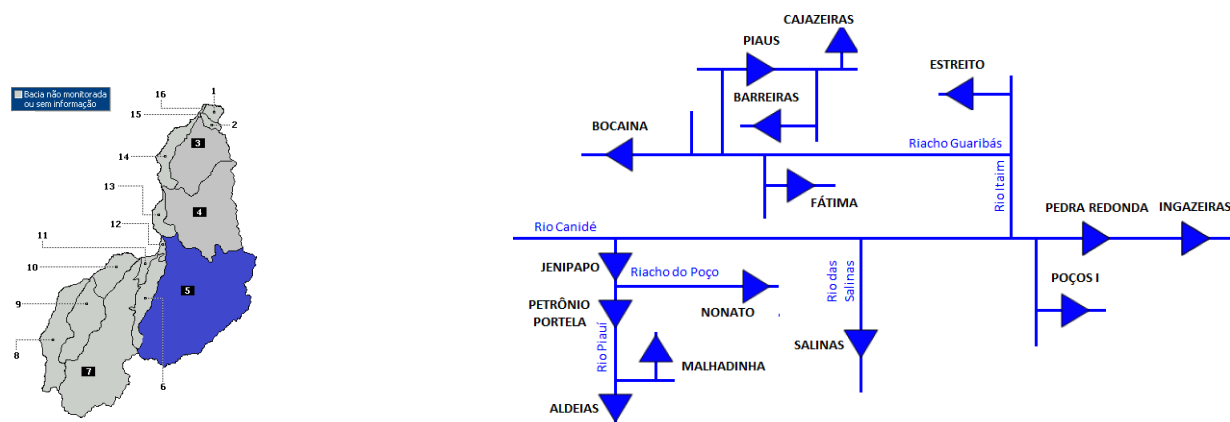 Bacia não monitorada
ou sem informação
1
16
15
2
3
14
13
4
12
11
10
5
9
8
7
6
CAJAZEIRAS
PIAUS
ESTREITO
BARREIRAS
BOCAINA
Riacho Guaribás
FÁTIMA
Rio Itaim
PEDRA REDONDA
INGAZEIRAS
Rio Canidé
JENIPAPO
Riacho do Poço
Rio das
Salinas
POÇOS I
PETRÔNIO
PORTELA
NONATO
Rio Piauí
SALINAS
MALHADINHA
ALDEIAS